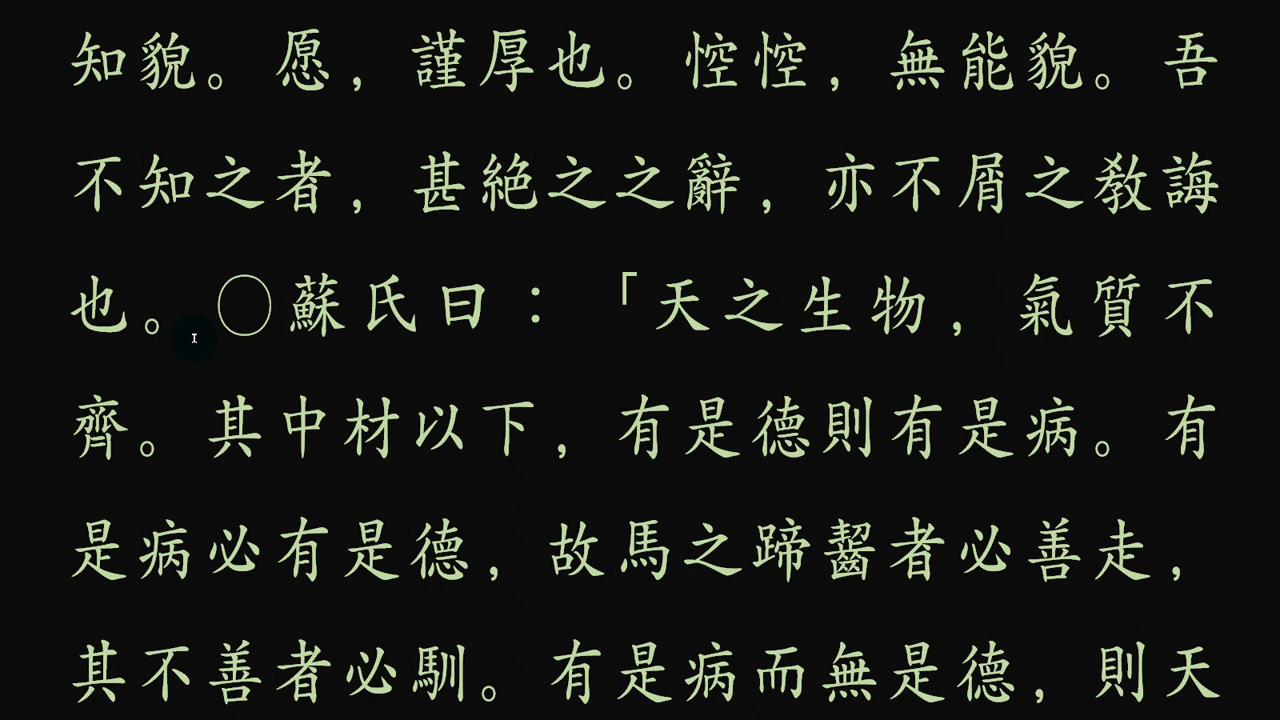 知貌。愿，謹厚也。悾悾，無能貌。吾
不知之者，甚絕之之辭，亦不屑之教誨
也。○蘇氏曰：「天之生物，氣質不
齊。其中材以下，有是德則有是病。有
是病必有是德，故馬之蹄齧者必善走，
其不善者必馴。有是病而無是德，則天